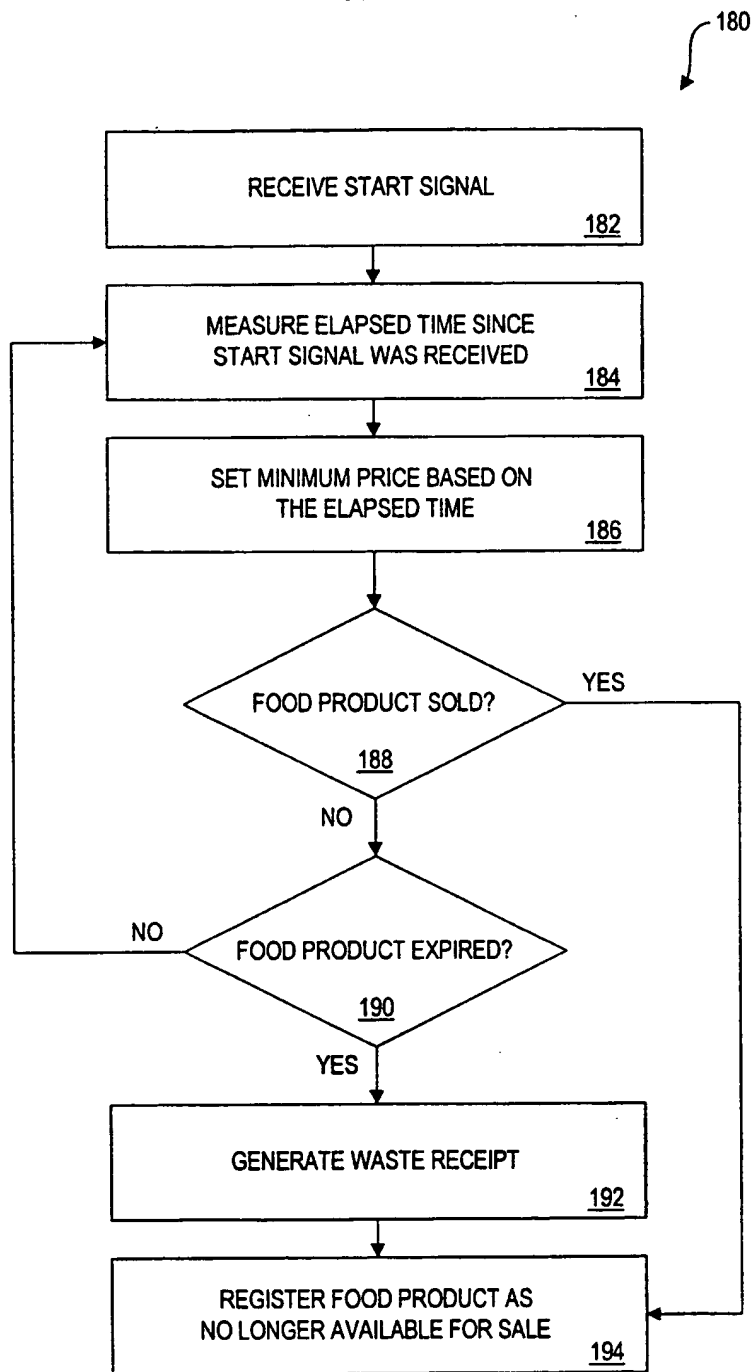 180
RECEIVE START SIGNAL
182
MEASURE ELAPSED TIME SINCE
START SIGNAL WAS RECEIVED
184
SET MINIMUM PRICE BASED ON
THE ELAPSED TIME
186
FOOD PRODUCT SOLD?
188
YES
NO
FOOD PRODUCT EXPIRED?
190
NO
YES
GENERATE WASTE RECEIPT
192
REGISTER FOOD PRODUCT AS
NO LONGER AVAILABLE FOR SALE
194